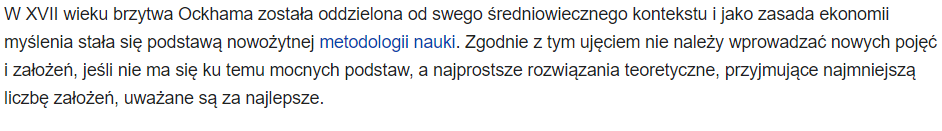 W XVII wieku brzytwa Ockhama została oddzielona od swego średniowiecznego kontekstu i jako zasada ekonomii
myślenia stała się podstawą nowożytnej metodologii nauki. Zgodnie z tym ujęciem nie należy wprowadzać nowych pojęć
i założeń, jeśli nie ma się ku temu mocnych podstaw, a najprostsze rozwiązania teoretyczne, przyjmujące najmniejszą
liczbę założeń, uważane są za najlepsze.